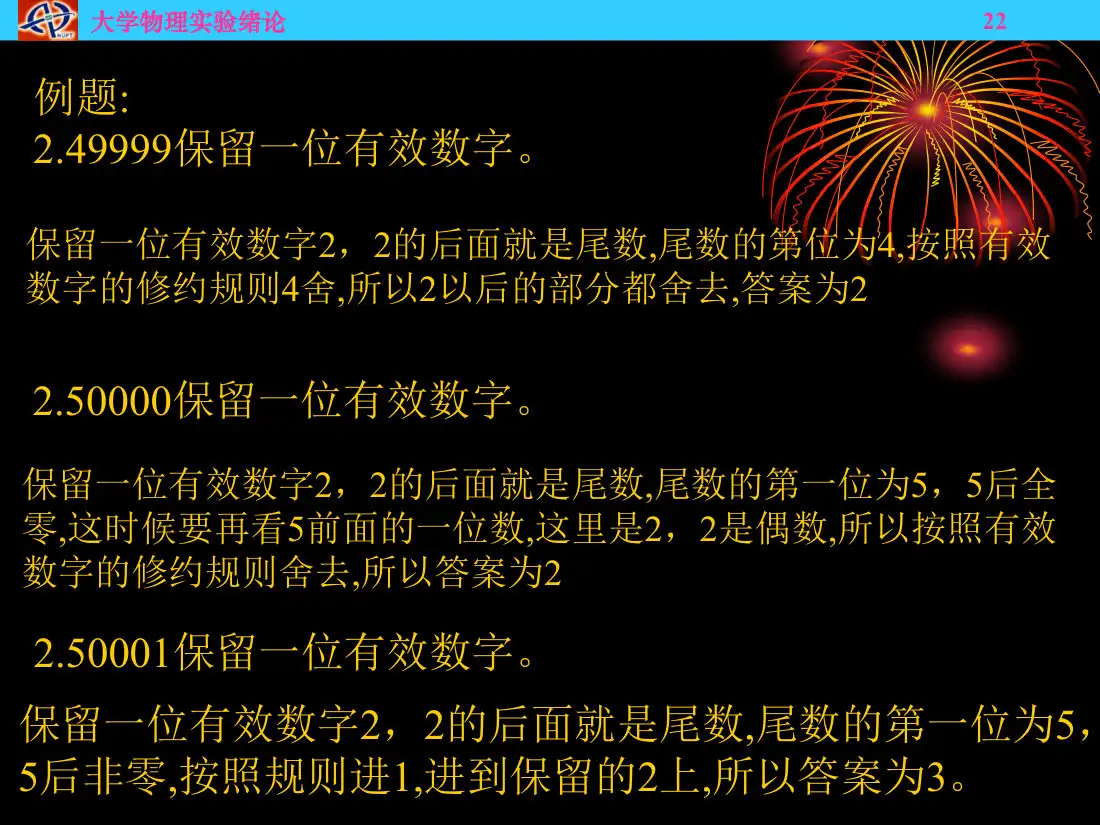 大学物理实验绪论
22
NUPT
例题:
2.49999保留一位有效数字。
保留一位有效数字2，2的后面就是尾数,尾数的第位为4,按照有效
数字的修约规则4舍,所以2以后的部分都舍去,答案为2
2.50000保留一位有效数字。
保留一位有效数字2，2的后面就是尾数,尾数的第一位为5，5后全
零,这时候要再看5前面的一位数,这里是2，2是偶数,所以按照有效
数字的修约规则舍去,所以答案为2
2.50001保留一位有效数字。
保留一位有效数字2，2的后面就是尾数,尾数的第一位为5，
5后非零,按照规则进1,进到保留的2上,所以答案为3。